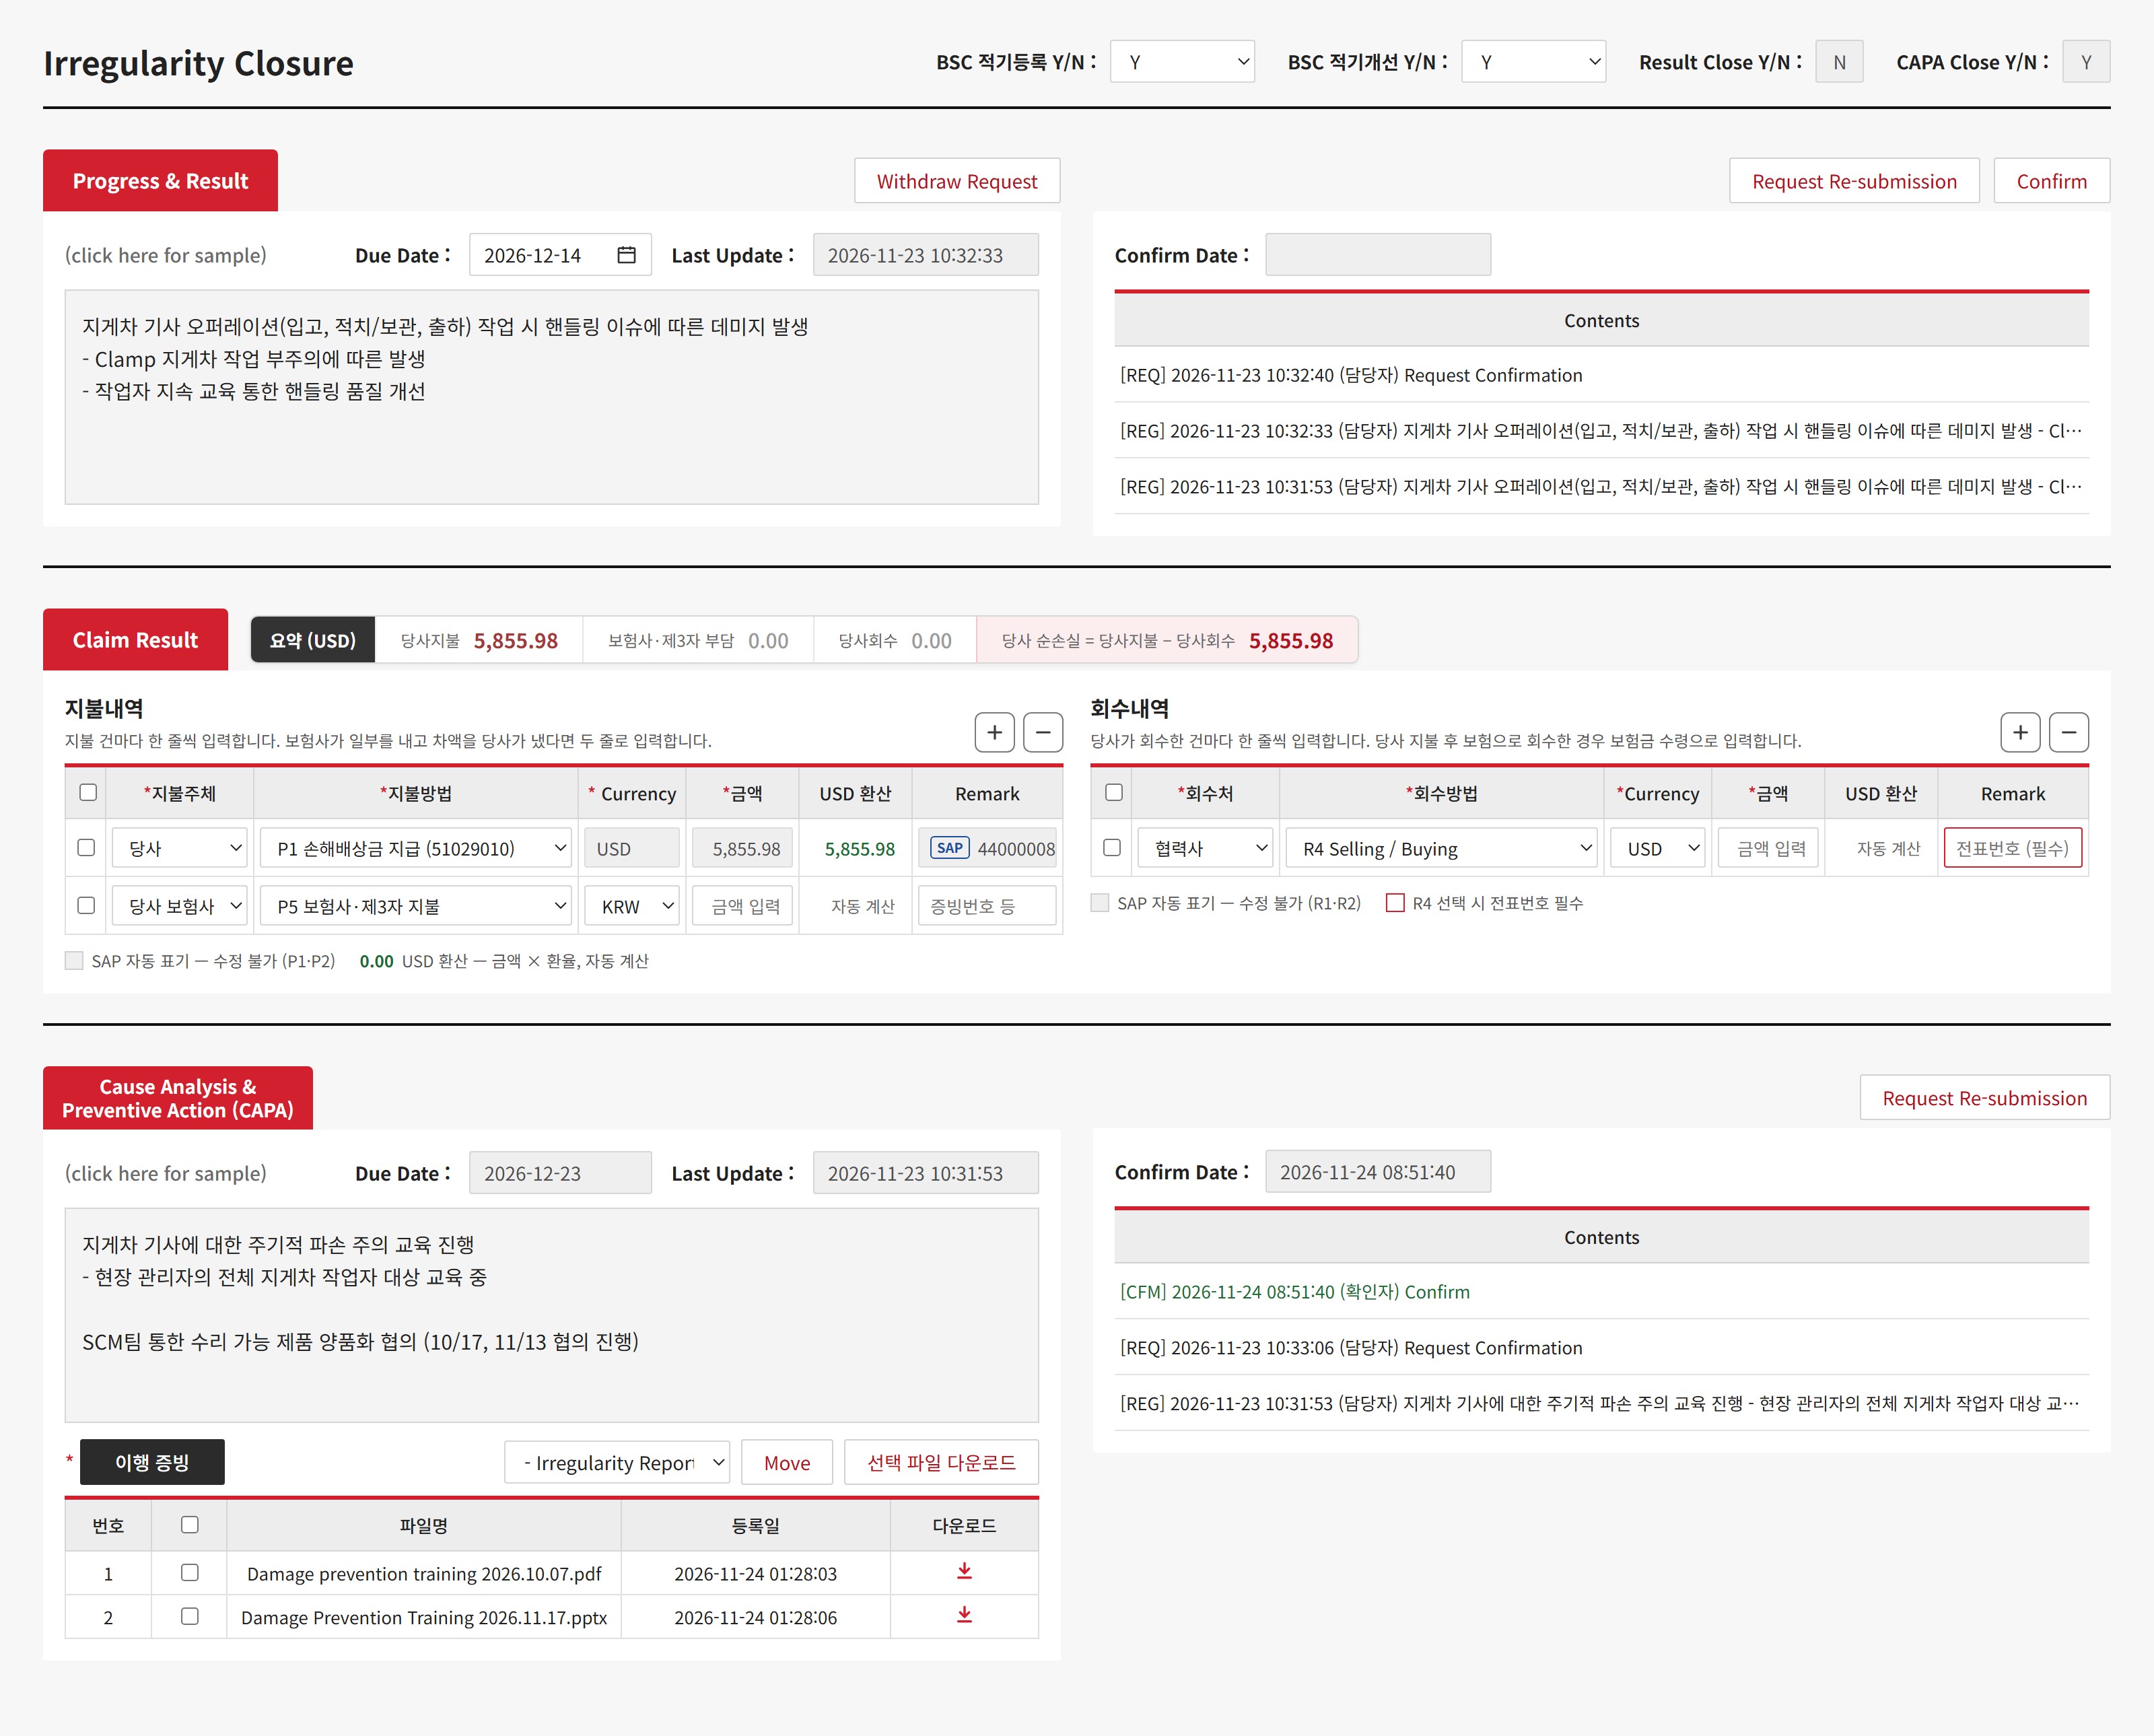 Irregularity Closure
BSC 적기등록 Y/N : Y
BSC 적기개선 Y/N : Y
Result Close Y/N : N
CAPA Close Y/N : Y
Progress & Result
Withdraw Request
Request Re-submission
Confirm
(click here for sample)
Due Date : 2026-12-14
Last Update : 2026-11-23 10:32:33
지게차 기사 오퍼레이션(입고, 적치/보관, 출하) 작업 시 핸들링 이슈에 따른 데미지 발생
- Clamp 지게차 작업 부주의에 따른 발생
- 작업자 지속 교육 통한 핸들링 품질 개선
Confirm Date :
Contents
[REQ] 2026-11-23 10:32:40 (담당자) Request Confirmation
[REG] 2026-11-23 10:32:33 (담당자) 지게차 기사 오퍼레이션(입고, 적치/보관, 출하) 작업 시 핸들링 이슈에 따른 데미지 발생 - Cl…
[REG] 2026-11-23 10:31:53 (담당자) 지게차 기사 오퍼레이션(입고, 적치/보관, 출하) 작업 시 핸들링 이슈에 따른 데미지 발생 - Cl…
Claim Result
요약 (USD) 당사지불 5,855.98 보험사·제3자 부담 0.00 당사회수 0.00 당사 순손실 = 당사지불 − 당사회수 5,855.98
지불내역
지불 건마다 한 줄씩 입력합니다. 보험사가 일부를 내고 차액을 당사가 냈다면 두 줄로 입력합니다.
+ −
*지불주체 *지불방법 * Currency *금액 USD 환산 Remark
당사 P1 손해배상금 지급 (51029010) USD 5,855.98 5,855.98 SAP 44000008
당사 보험사 P5 보험사·제3자 지불 KRW 금액 입력 자동 계산 증빙번호 등
SAP 자동 표기 — 수정 불가 (P1·P2) 0.00 USD 환산 — 금액 × 환율, 자동 계산
회수내역
당사가 회수한 건마다 한 줄씩 입력합니다. 당사 지불 후 보험으로 회수한 경우 보험금 수령으로 입력합니다.
+ −
*회수처 *회수방법 *Currency *금액 USD 환산 Remark
협력사 R4 Selling / Buying USD 금액 입력 자동 계산 전표번호 (필수)
SAP 자동 표기 — 수정 불가 (R1·R2) R4 선택 시 전표번호 필수
Cause Analysis &
Preventive Action (CAPA)
Request Re-submission
(click here for sample)
Due Date : 2026-12-23
Last Update : 2026-11-23 10:31:53
지게차 기사에 대한 주기적 파손 주의 교육 진행
- 현장 관리자의 전체 지게차 작업자 대상 교육 중
SCM팀 통한 수리 가능 제품 양품화 협의 (10/17, 11/13 협의 진행)
* 이행 증빙
- Irregularity Report
Move
선택 파일 다운로드
번호 파일명 등록일 다운로드
1 Damage prevention training 2026.10.07.pdf 2026-11-24 01:28:03
2 Damage Prevention Training 2026.11.17.pptx 2026-11-24 01:28:06
Confirm Date : 2026-11-24 08:51:40
Contents
[CFM] 2026-11-24 08:51:40 (확인자) Confirm
[REQ] 2026-11-23 10:33:06 (담당자) Request Confirmation
[REG] 2026-11-23 10:31:53 (담당자) 지게차 기사에 대한 주기적 파손 주의 교육 진행 - 현장 관리자의 전체 지게차 작업자 대상 교…